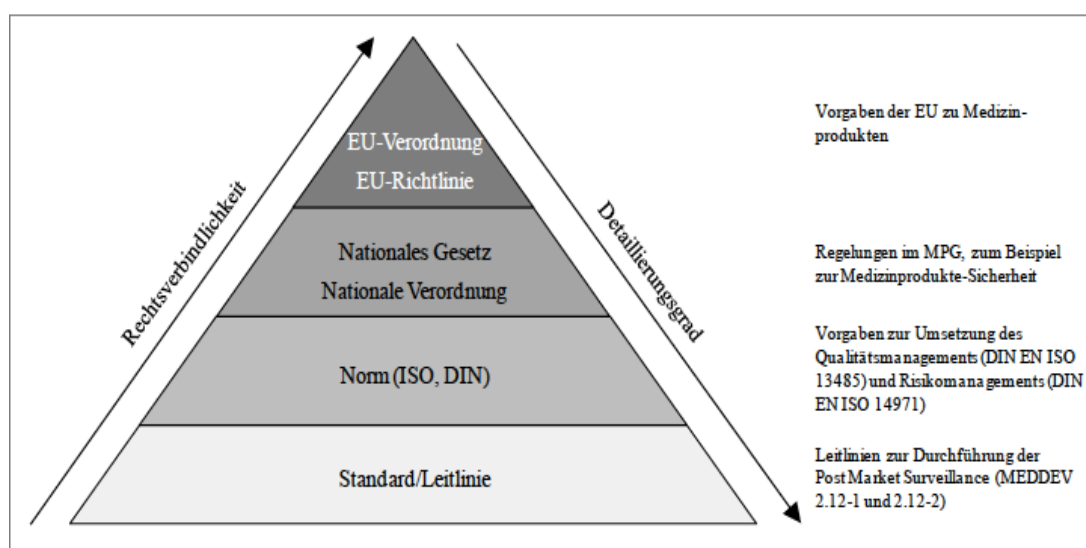 Rechtsverbindlichkeit
EU-Verordnung
EU-Richtlinie
Nationales Gesetz
Nationale Verordnung
Norm (ISO, DIN)
Standard/Leitlinie
Detaillierungsgrad
Vorgaben der EU zu Medizin-
produkten
Regelungen im MPG, zum Beispiel
zur Medizinprodukte-Sicherheit
Vorgaben zur Umsetzung des
Qualitätsmanagements (DIN EN ISO
13485) und Risikomanagements (DIN
EN ISO 14971)
Leitlinien zur Durchführung der
Post Market Surveillance (MEDDEV
2.12-1 und 2.12-2)